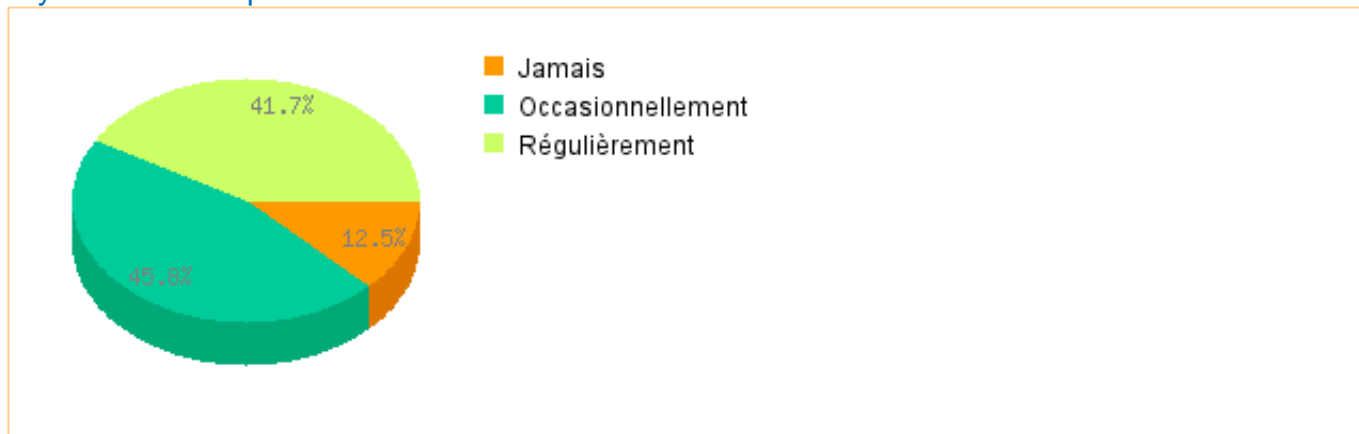 Jamais
Occasionnellement
Régulièrement
41.7%
12.5%
45.8%